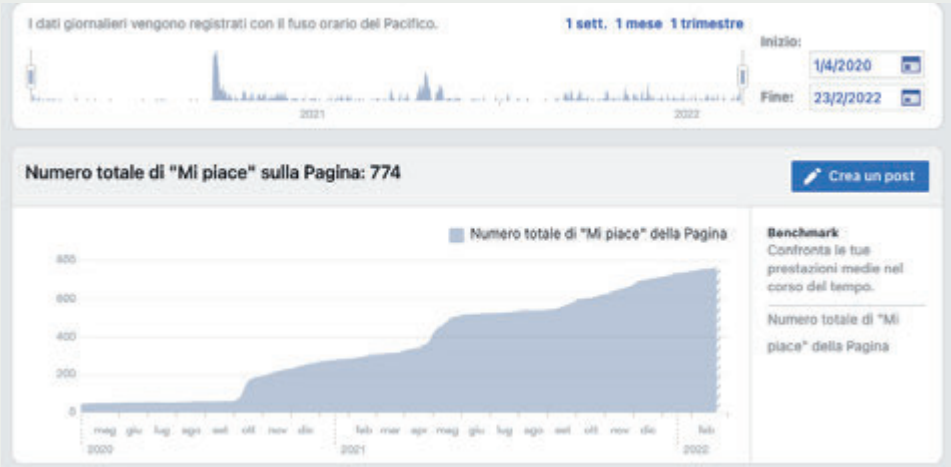 I dati giornalieri vengono registrati con il fuso orario del Pacifico.
1 sett. 1 mese 1 trimestre
Inizio:
1/4/2020
Fine: 23/2/2022
2021 2022
Numero totale di "Mi piace" sulla Pagina: 774
Crea un post
Numero totale di "Mi piace" della Pagina
800
600
400
200
0
mag giu lug ago set ott nov dic feb mar apr mag giu lug ago set ott nov dic feb
2020 2021 2022
Benchmark
Confronta le tue
prestazioni medie nel
corso del tempo.
Numero totale di "Mi
piace" della Pagina